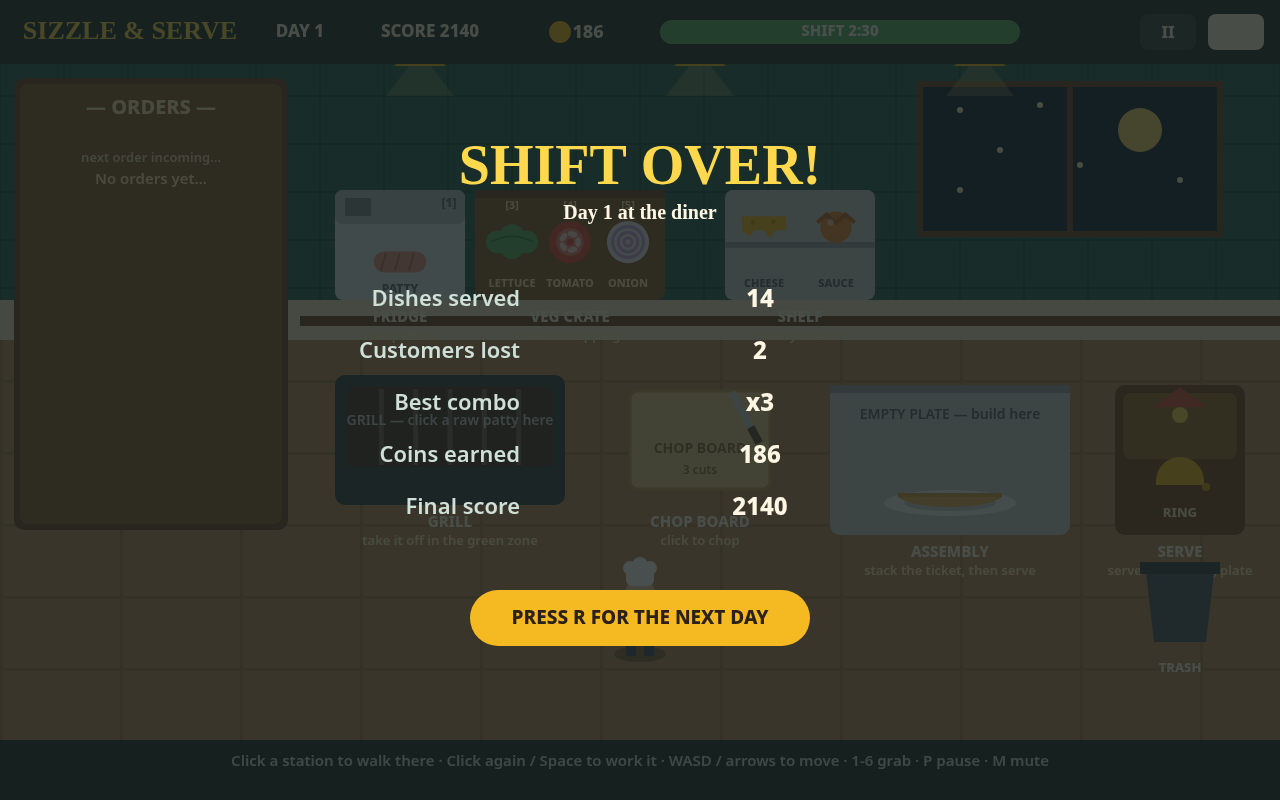 SIZZLE & SERVE
DAY 1
SCORE 2140
186
SHIFT 2:30
II
— ORDERS —
next order incoming...
No orders yet...
SHIFT OVER!
Day 1 at the diner
[1]
[3]
[5]
PATTY
LETTUCE
TOMATO
ONION
CHEESE
SAUCE
FRIDGE
VEG CRATE
SHELF
Dishes served 14
Customers lost 2
Best combo x3
Coins earned 186
Final score 2140
GRILL — click a raw patty here
CHOP BOARD
3 cuts
EMPTY PLATE — build here
RING
GRILL
take it off in the green zone
CHOP BOARD
click to chop
ASSEMBLY
stack the ticket, then serve
SERVE
serve plate
TRASH
PRESS R FOR THE NEXT DAY
Click a station to walk there · Click again / Space to work it · WASD / arrows to move · 1-6 grab · P pause · M mute